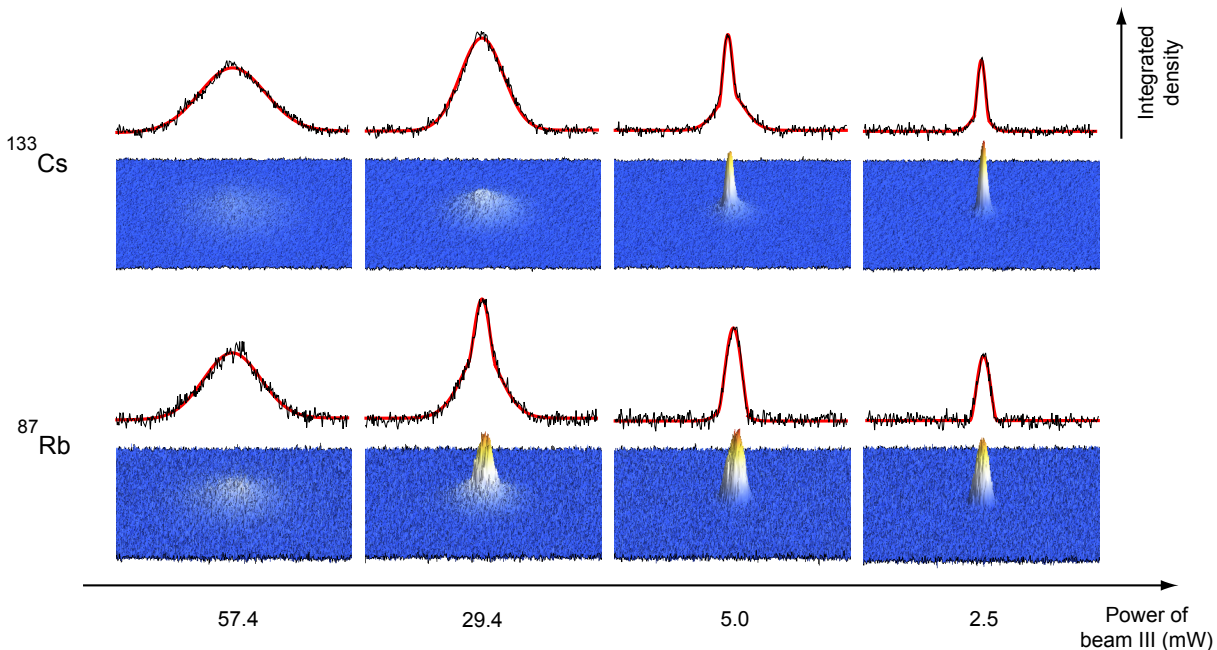 Integrated
density
133
Cs
87
Rb
57.4
29.4
5.0
2.5
Power of
beam III (mW)